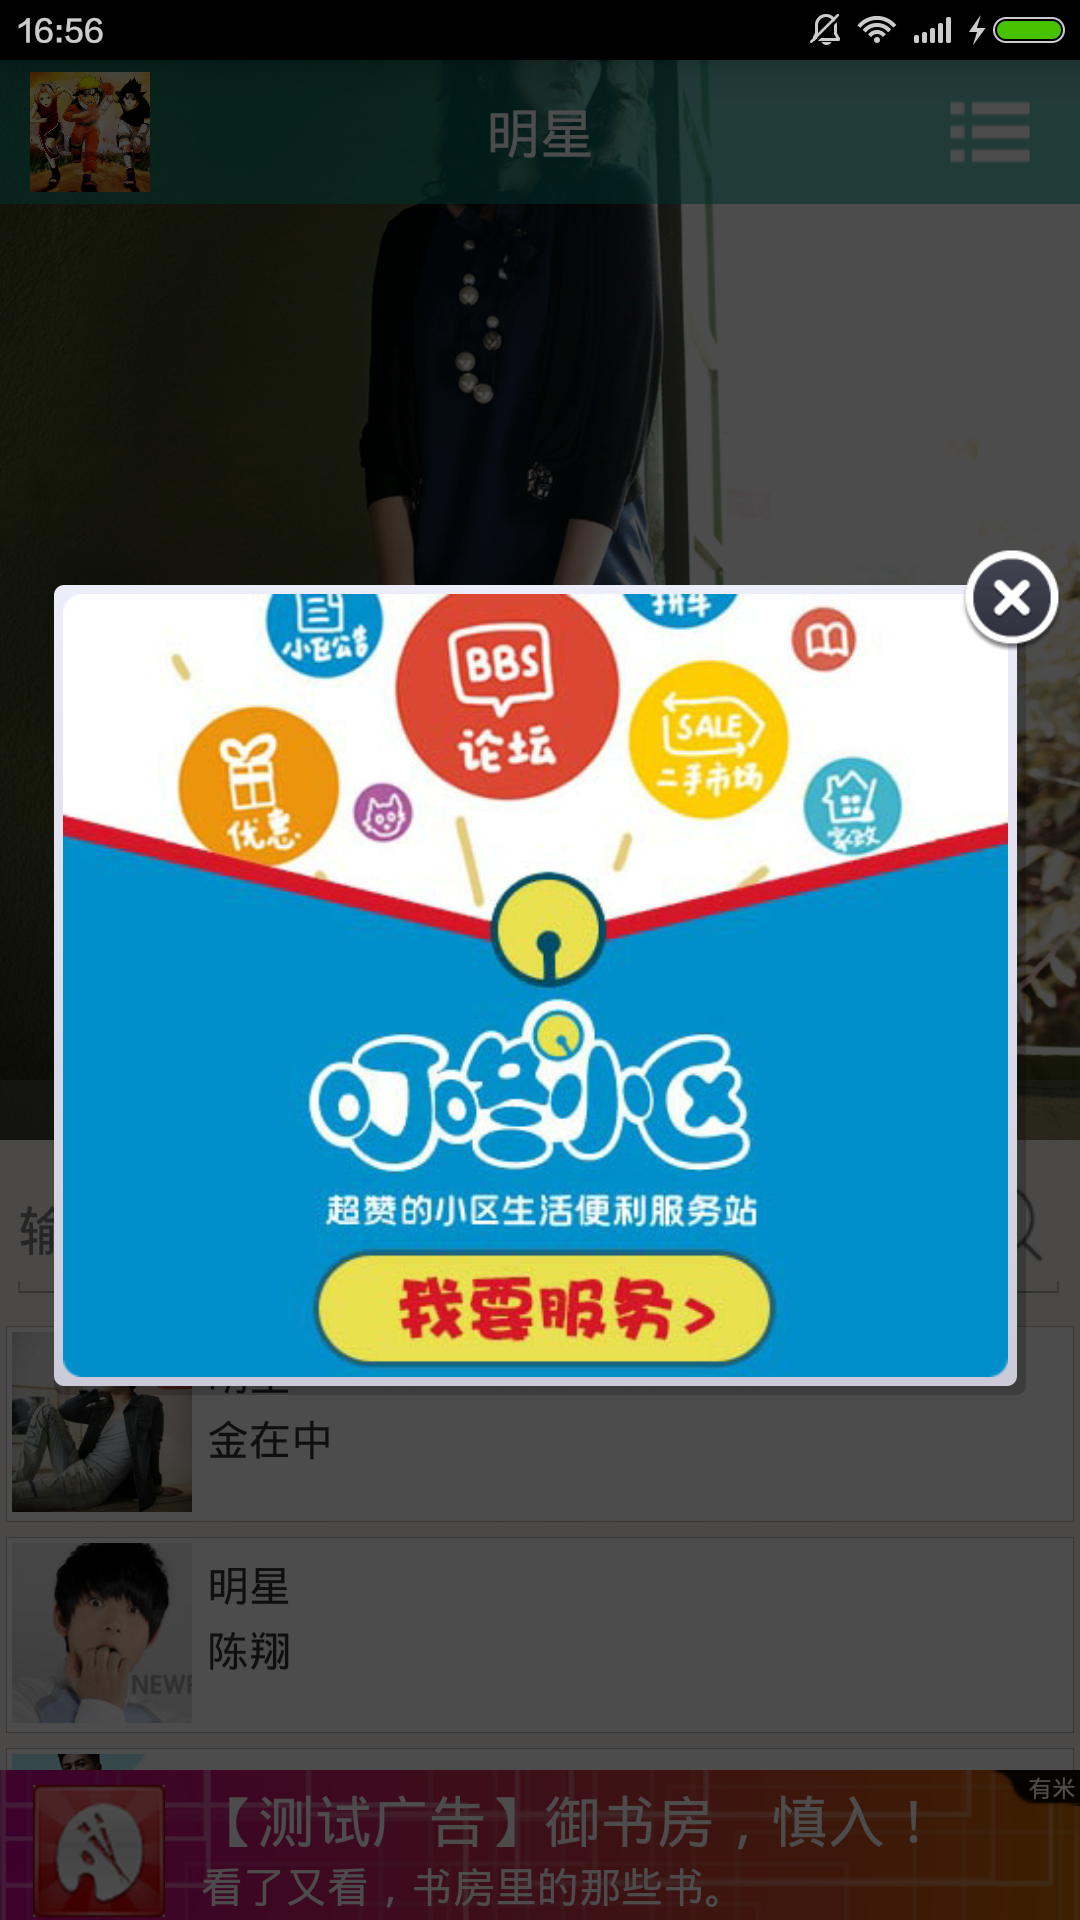 16:56
明星
小区公告
BBS
论坛
拼车
SALE
二手市场
优惠
家政
叮咚小区
超赞的小区生活便利服务站
我要服务>
输
明星
金在中
明星
陈翔
NEWF
有米
【测试广告】御书房，慎入！
看了又看，书房里的那些书。